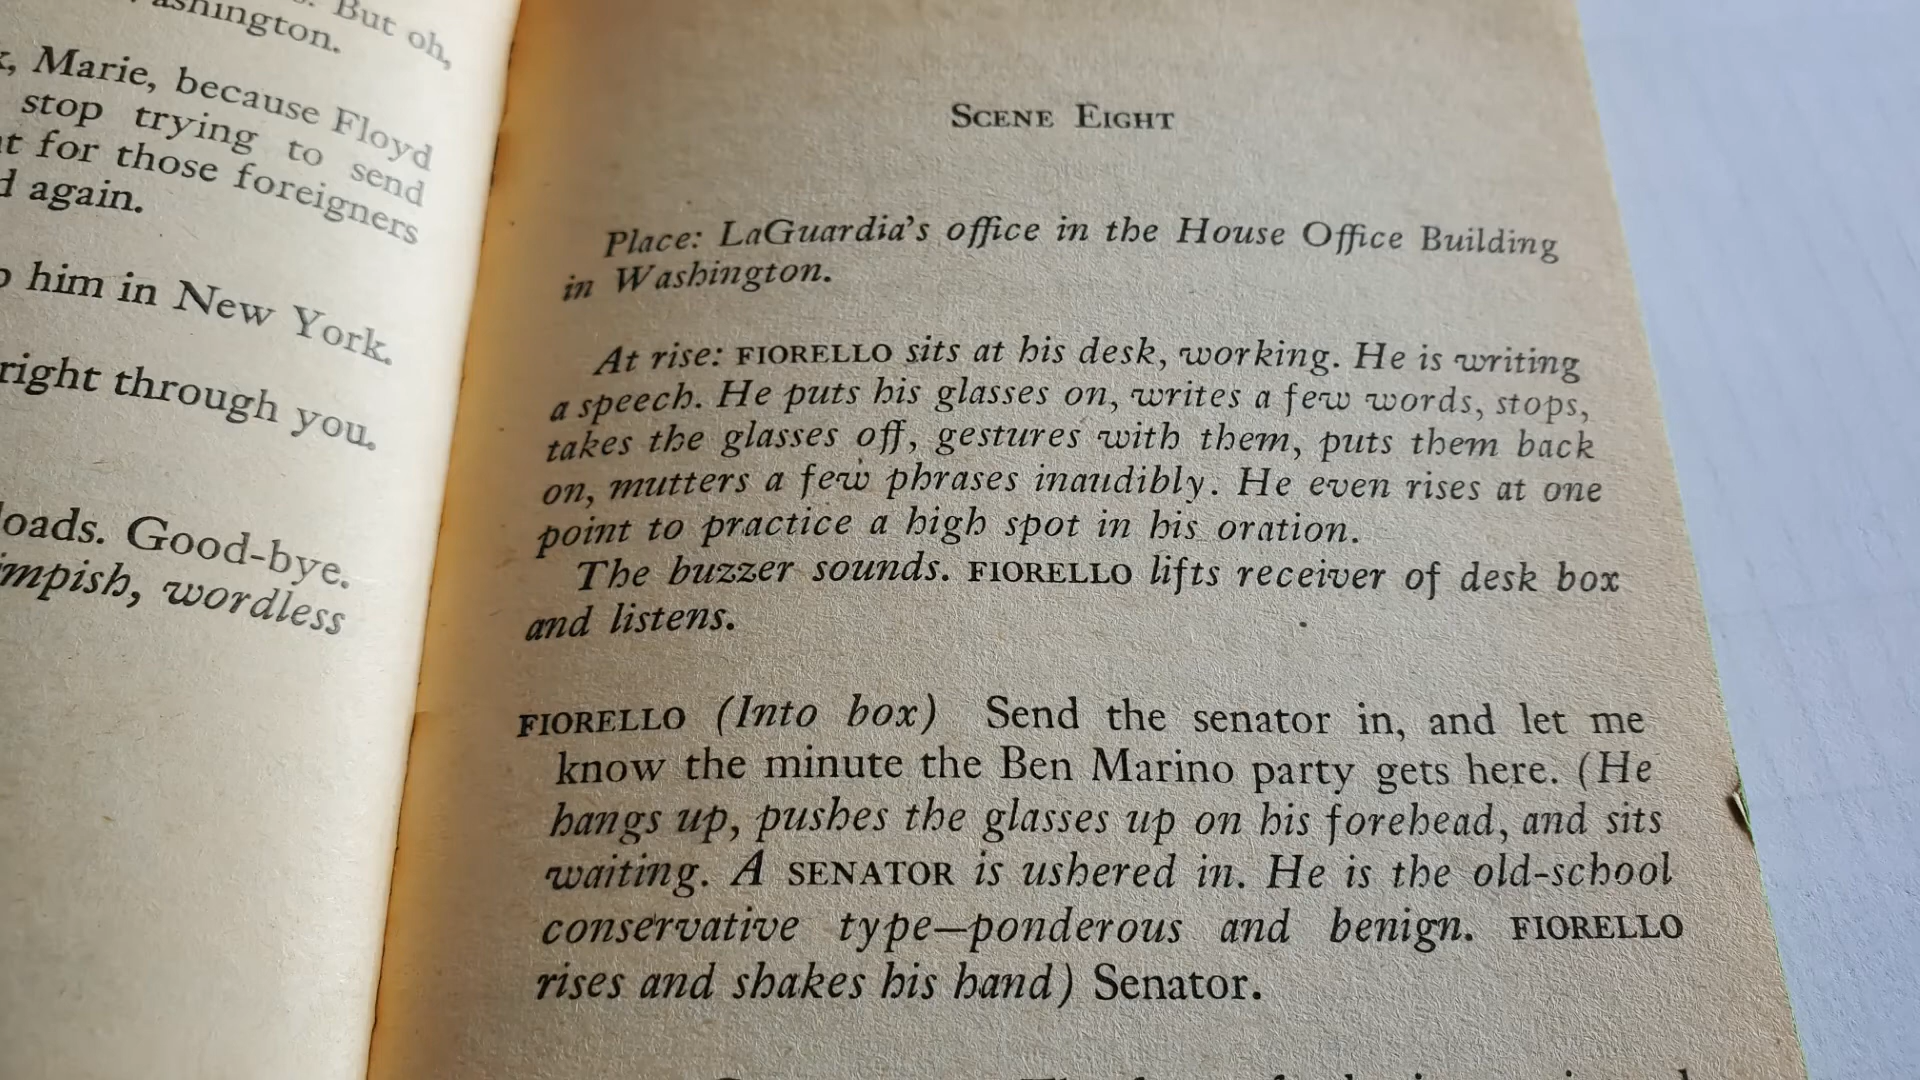 But oh,
Washington.
Marie, because Floyd
stop trying to send
for those foreigners
again.
him in New York.
right through you.
Good-bye.
wordless
SCENE EIGHT
Place: LaGuardia's office in the House Office Building
in Washington.
At rise: FIORELLO sits at his desk, working. He is writing
a speech. He puts his glasses on, writes a few words, stops,
takes the glasses off, gestures with them, puts them back
on, mutters a few phrases inaudibly. He even rises at one
point to practice a high spot in his oration.
The buzzer sounds. FIORELLO lifts receiver of desk box
and listens.
FIORELLO (Into box) Send the senator in, and let me
know the minute the Ben Marino party gets here. (He
hangs up, pushes the glasses up on his forehead, and sits
waiting. A SENATOR is ushered in. He is the old-school
conservative type—ponderous and benign. FIORELLO
rises and shakes his hand) Senator.